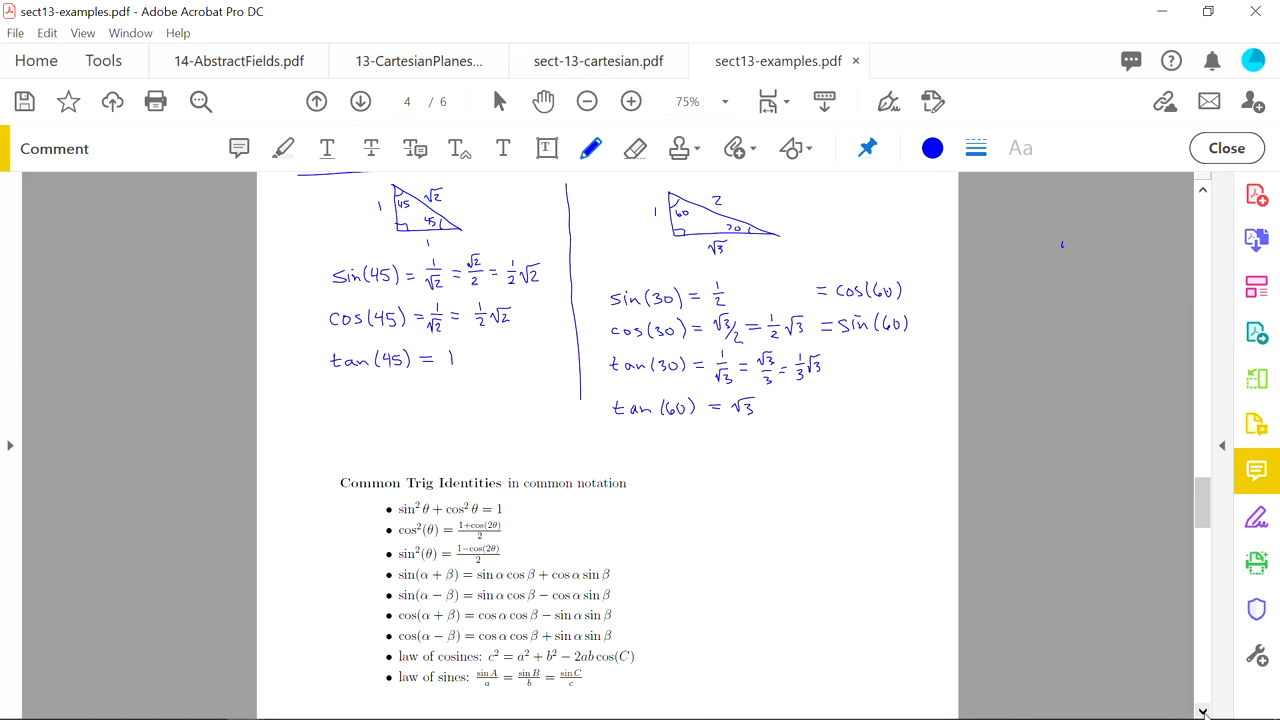 sect13-examples.pdf - Adobe Acrobat Pro DC
File Edit View Window Help
Home Tools 14-AbstractFields.pdf 13-CartesianPlanes... sect-13-cartesian.pdf sect13-examples.pdf ×
4 / 6 75%
Comment Aa Close
1 45 √2 45
1
1 60 2 30
√3
sin(45) = 1/√2 = √2/2 = 1/2 √2
cos(45) = 1/√2 = 1/2 √2
tan(45) = 1
sin(30) = 1/2 = cos(60)
cos(30) = √3/2 = 1/2 √3 = sin(60)
tan(30) = 1/√3 = √3/3 = 1/3 √3
tan(60) = √3
Common Trig Identities in common notation
• sin² θ + cos² θ = 1
• cos²(θ) = 1+cos(2θ)/2
• sin²(θ) = 1−cos(2θ)/2
• sin(α + β) = sin α cos β + cos α sin β
• sin(α − β) = sin α cos β − cos α sin β
• cos(α + β) = cos α cos β − sin α sin β
• cos(α − β) = cos α cos β + sin α sin β
• law of cosines: c² = a² + b² − 2ab cos(C)
• law of sines: sin A/a = sin B/b = sin C/c